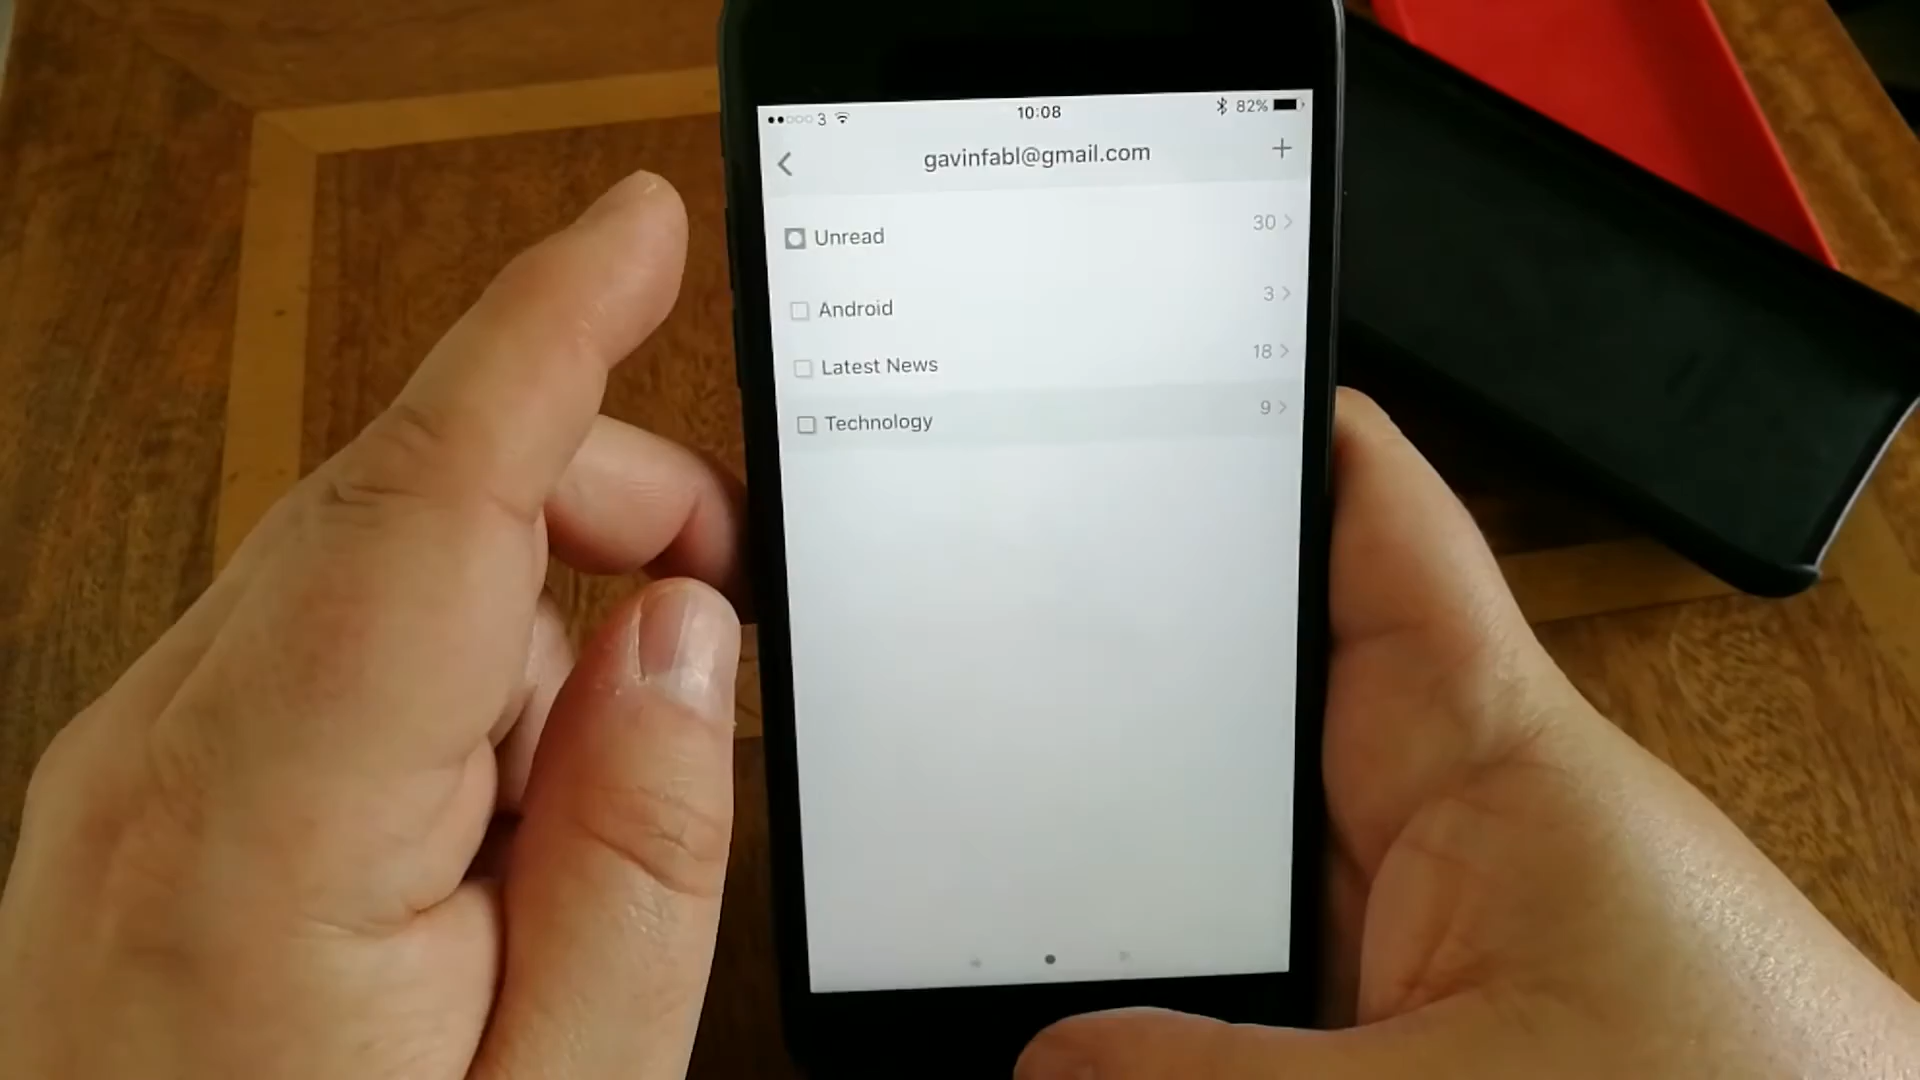 3 10:08 82%
gavinfabl@gmail.com
Unread 30
Android 3
Latest News 18
Technology 9